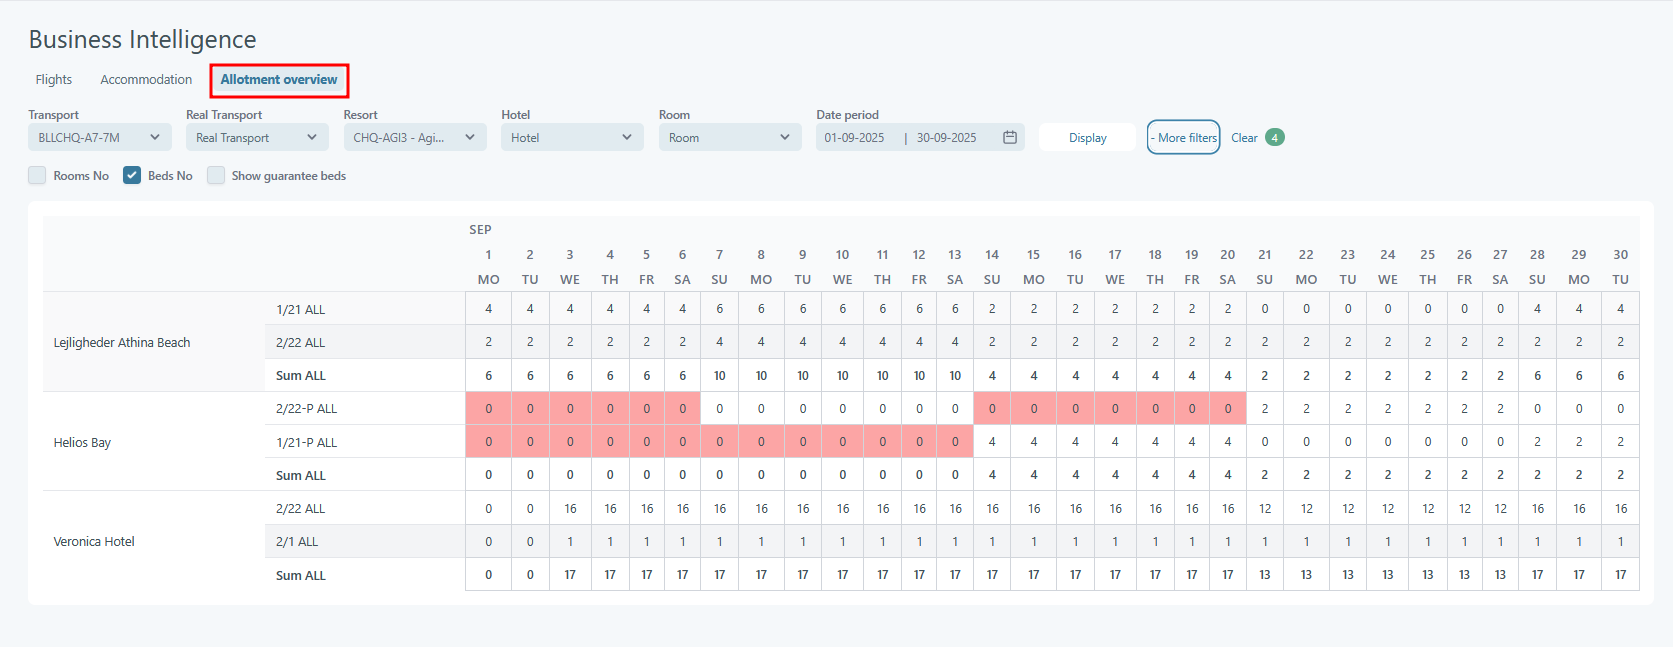 Business Intelligence
Flights Accommodation Allotment overview
Transport Real Transport Resort Hotel Room Date period
BLLCHQ-A7-7M Real Transport CHQ-AGI3 - Agi... Hotel Room 01-09-2025 | 30-09-2025 Display - More filters Clear 4
Rooms No Beds No Show guarantee beds
SEP
1 2 3 4 5 6 7 8 9 10 11 12 13 14 15 16 17 18 19 20 21 22 23 24 25 26 27 28 29 30
MO TU WE TH FR SA SU MO TU WE TH FR SA SU MO TU WE TH FR SA SU MO TU WE TH FR SA SU MO TU
1/21 ALL 4 4 4 4 4 4 6 6 6 6 6 6 6 2 2 2 2 2 2 2 0 0 0 0 0 0 0 4 4 4
Lejligheder Athina Beach 2/22 ALL 2 2 2 2 2 2 4 4 4 4 4 4 4 2 2 2 2 2 2 2 2 2 2 2 2 2 2 2 2 2
Sum ALL 6 6 6 6 6 6 10 10 10 10 10 10 10 4 4 4 4 4 4 4 2 2 2 2 2 2 2 6 6 6
2/22-P ALL 0 0 0 0 0 0 0 0 0 0 0 0 0 0 0 0 0 0 0 0 2 2 2 2 2 2 2 0 0 0
Helios Bay 1/21-P ALL 0 0 0 0 0 0 0 0 0 0 0 0 0 4 4 4 4 4 4 4 0 0 0 0 0 0 0 2 2 2
Sum ALL 0 0 0 0 0 0 0 0 0 0 0 0 0 4 4 4 4 4 4 4 2 2 2 2 2 2 2 2 2 2
2/22 ALL 0 0 16 16 16 16 16 16 16 16 16 16 16 16 16 16 16 16 16 16 12 12 12 12 12 12 12 16 16 16
Veronica Hotel 2/1 ALL 0 0 1 1 1 1 1 1 1 1 1 1 1 1 1 1 1 1 1 1 1 1 1 1 1 1 1 1 1 1
Sum ALL 0 0 17 17 17 17 17 17 17 17 17 17 17 17 17 17 17 17 17 17 13 13 13 13 13 13 13 17 17 17